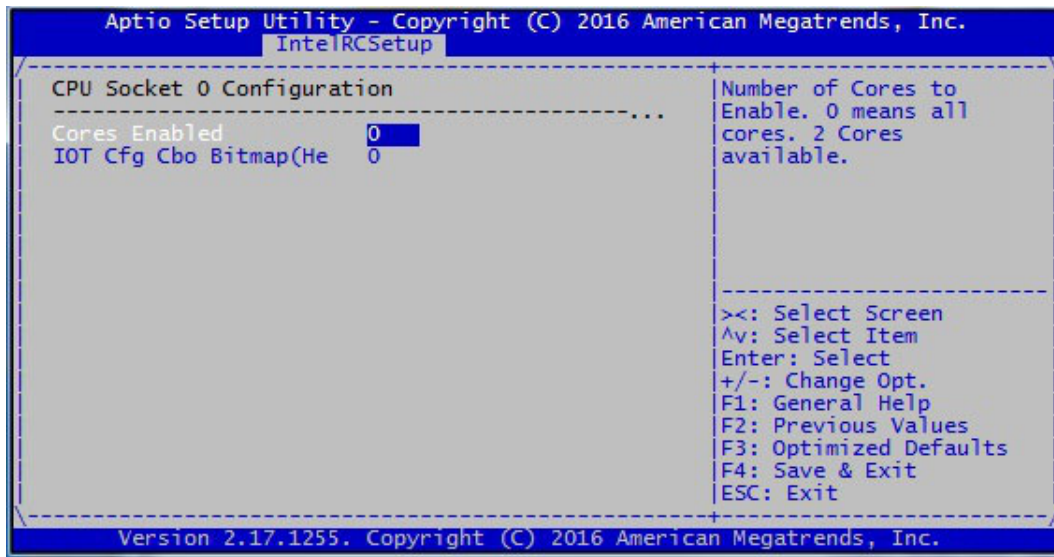 Aptio Setup Utility - Copyright (C) 2016 American Megatrends, Inc.
IntelRCSetup
CPU Socket 0 Configuration
Cores Enabled 0
IOT Cfg Cbo Bitmap(He 0
Number of Cores to
Enable. 0 means all
cores. 2 Cores
available.
><: Select Screen
^v: Select Item
Enter: Select
+/-: Change Opt.
F1: General Help
F2: Previous Values
F3: Optimized Defaults
F4: Save & Exit
ESC: Exit
Version 2.17.1255. Copyright (C) 2016 American Megatrends, Inc.